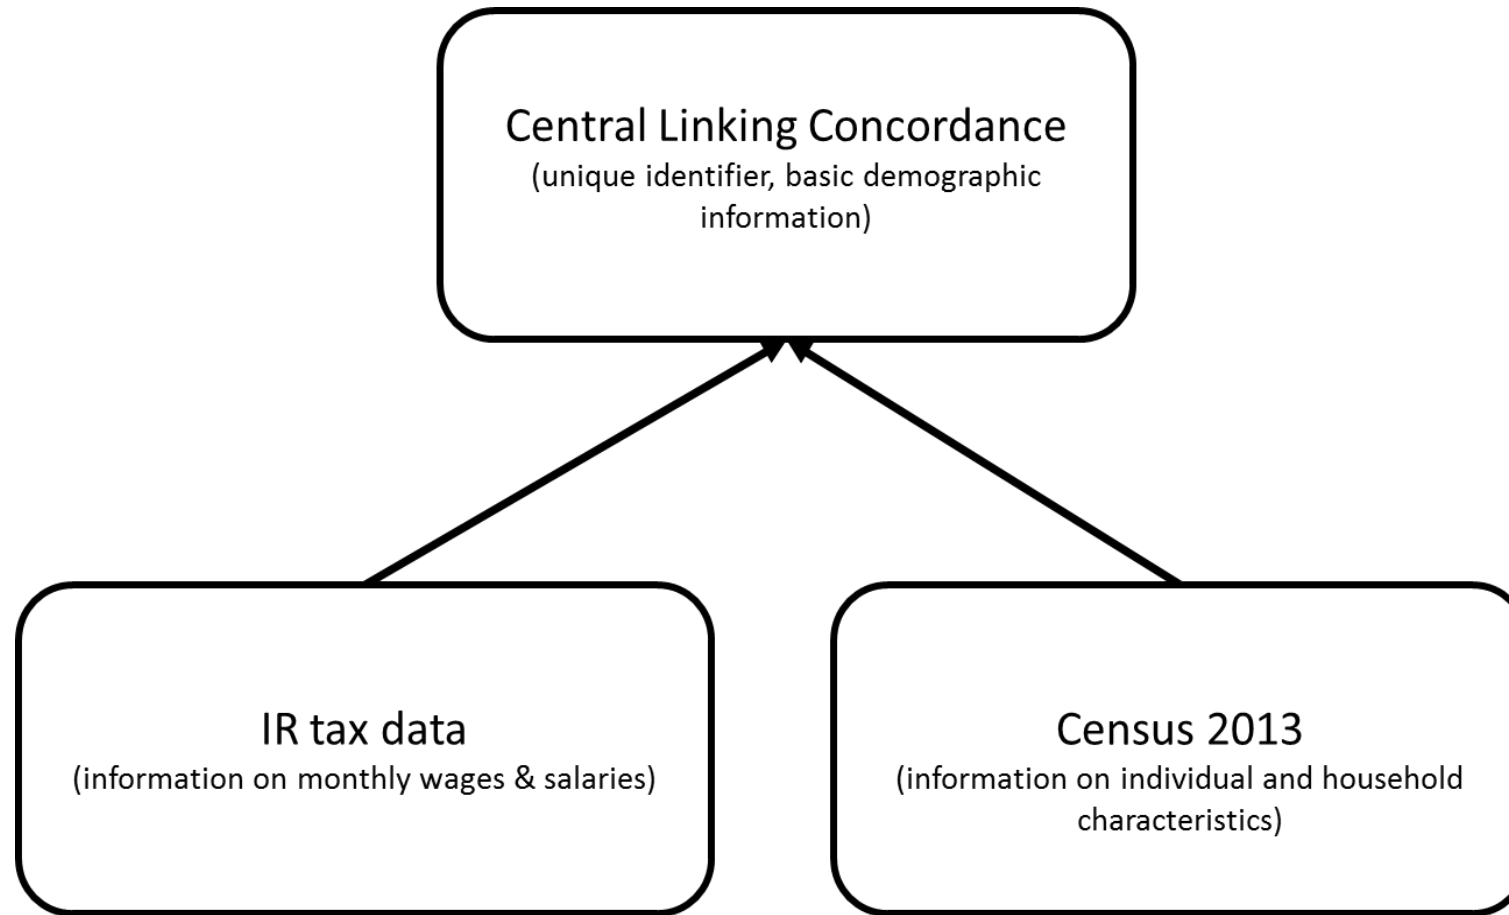 Central Linking Concordance
(unique identifier, basic demographic
information)
IR tax data
(information on monthly wages & salaries)
Census 2013
(information on individual and household
characteristics)